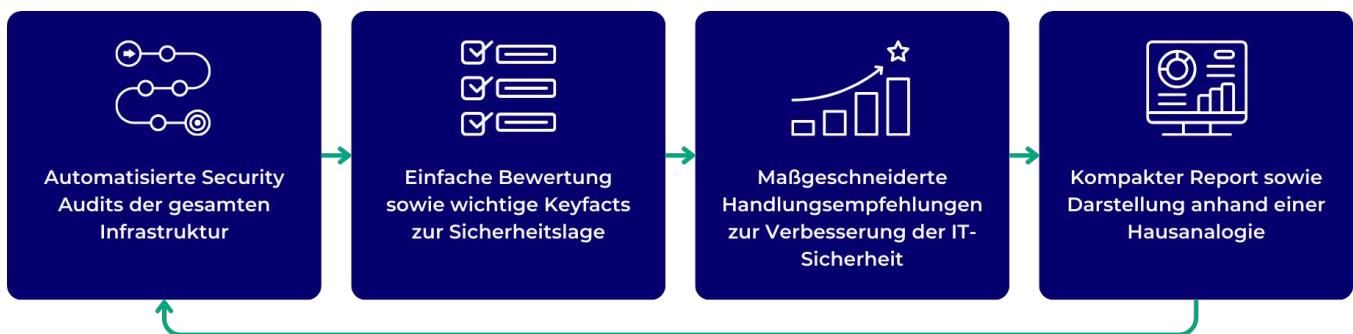 Automatisierte Security
Audits der gesamten
Infrastruktur
Einfache Bewertung
sowie wichtige Keyfacts
zur Sicherheitslage
Maßgeschneiderte
Handlungsempfehlungen
zur Verbesserung der IT-
Sicherheit
Kompakter Report sowie
Darstellung anhand einer
Hausanalogie